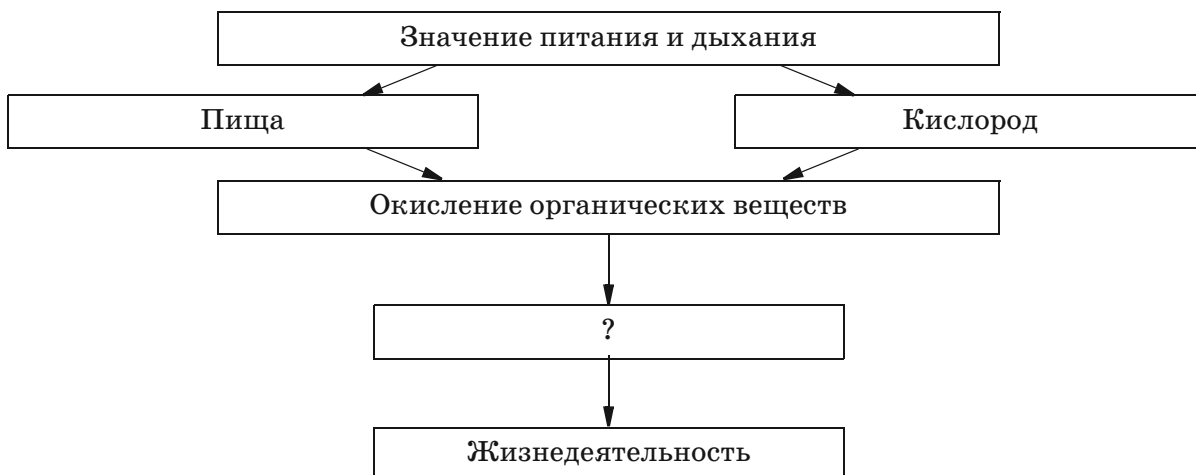 Значение питания и дыхания
Пища
Кислород
Окисление органических веществ
?
Жизнедеятельность